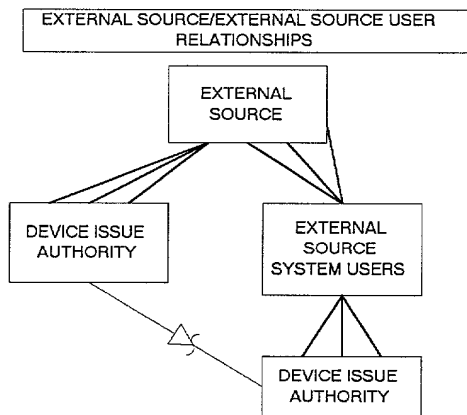 EXTERNAL SOURCE/EXTERNAL SOURCE USER
RELATIONSHIPS
EXTERNAL
SOURCE
DEVICE ISSUE
AUTHORITY
EXTERNAL
SOURCE
SYSTEM USERS
DEVICE ISSUE
AUTHORITY